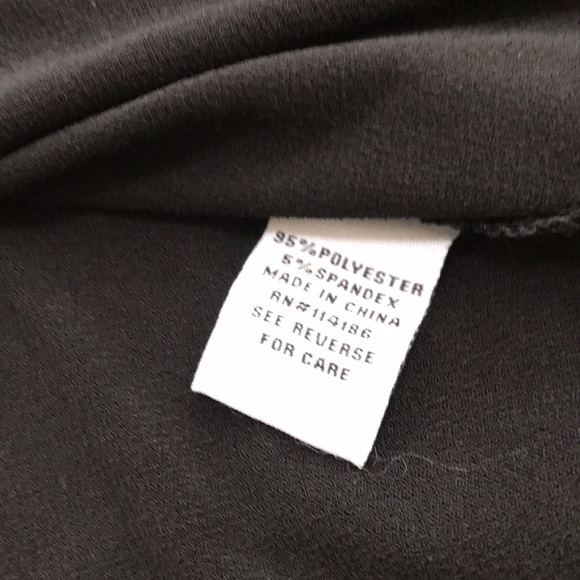 95%POLYESTER
5%SPANDEX
MADE IN CHINA
RN#114186
SEE REVERSE
FOR CARE